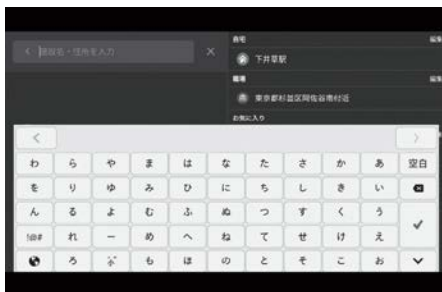 施設名・住所を入力
自宅
編集
下井草駅
職場
編集
東京都杉並区阿佐谷南付近
お気に入り
わ ら や ま は な た さ か あ 空白
を り ゆ み ひ に ち し き い
ん る よ む ふ ぬ つ す く う
!@# れ ー め へ ね て せ け え
ろ も ほ の と そ こ お